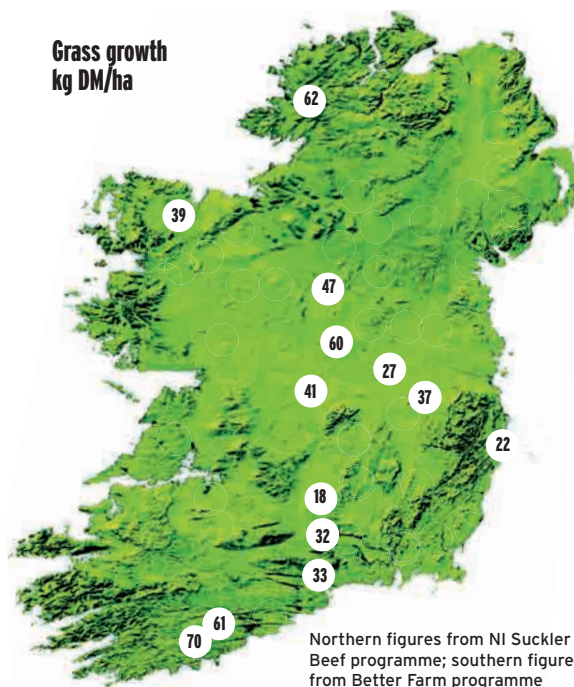 Grass growth
kg DM/ha
62
39
47
60
27
41
37
22
18
32
33
61
70
Northern figures from NI Suckler
Beef programme; southern figure
from Better Farm programme